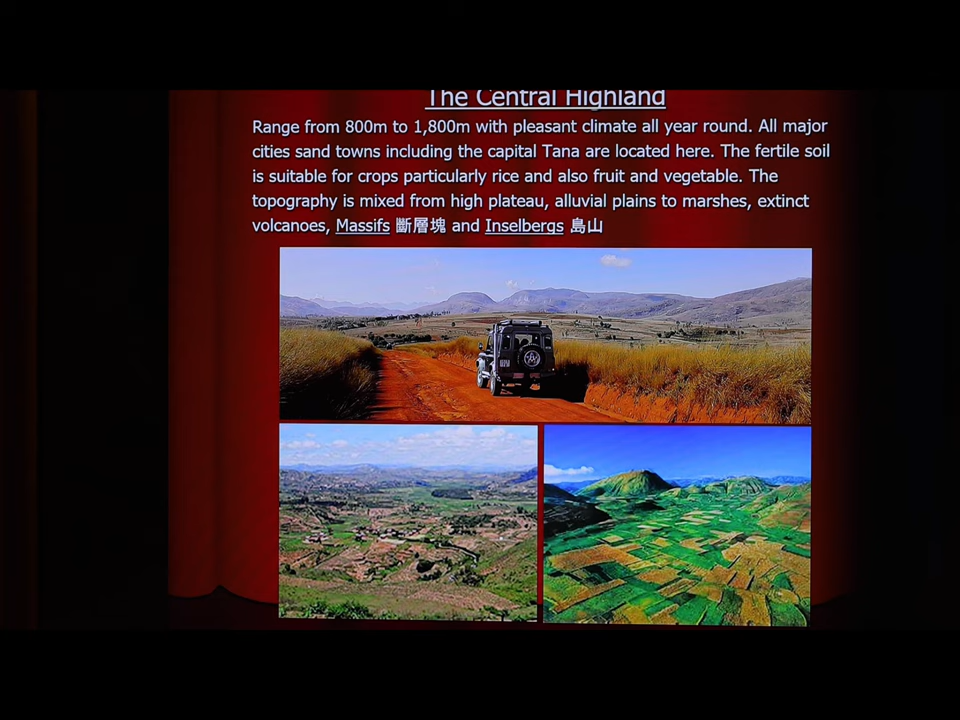 The Central Highland
Range from 800m to 1,800m with pleasant climate all year round. All major
cities sand towns including the capital Tana are located here. The fertile soil
is suitable for crops particularly rice and also fruit and vegetable. The
topography is mixed from high plateau, alluvial plains to marshes, extinct
volcanoes, Massifs 斷層塊 and Inselbergs 島山